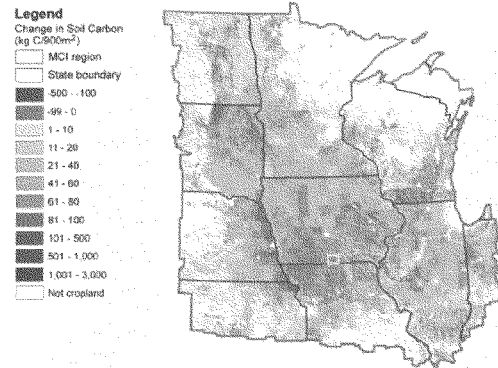 Legend
Change in Soil Carbon
(kg C/900m²)
MCI region
State boundary
-500 - -100
-99 - 0
1 - 10
11 - 20
21 - 40
41 - 60
61 - 80
81 - 100
101 - 500
501 - 1,000
1,001 - 3,000
Not cropland